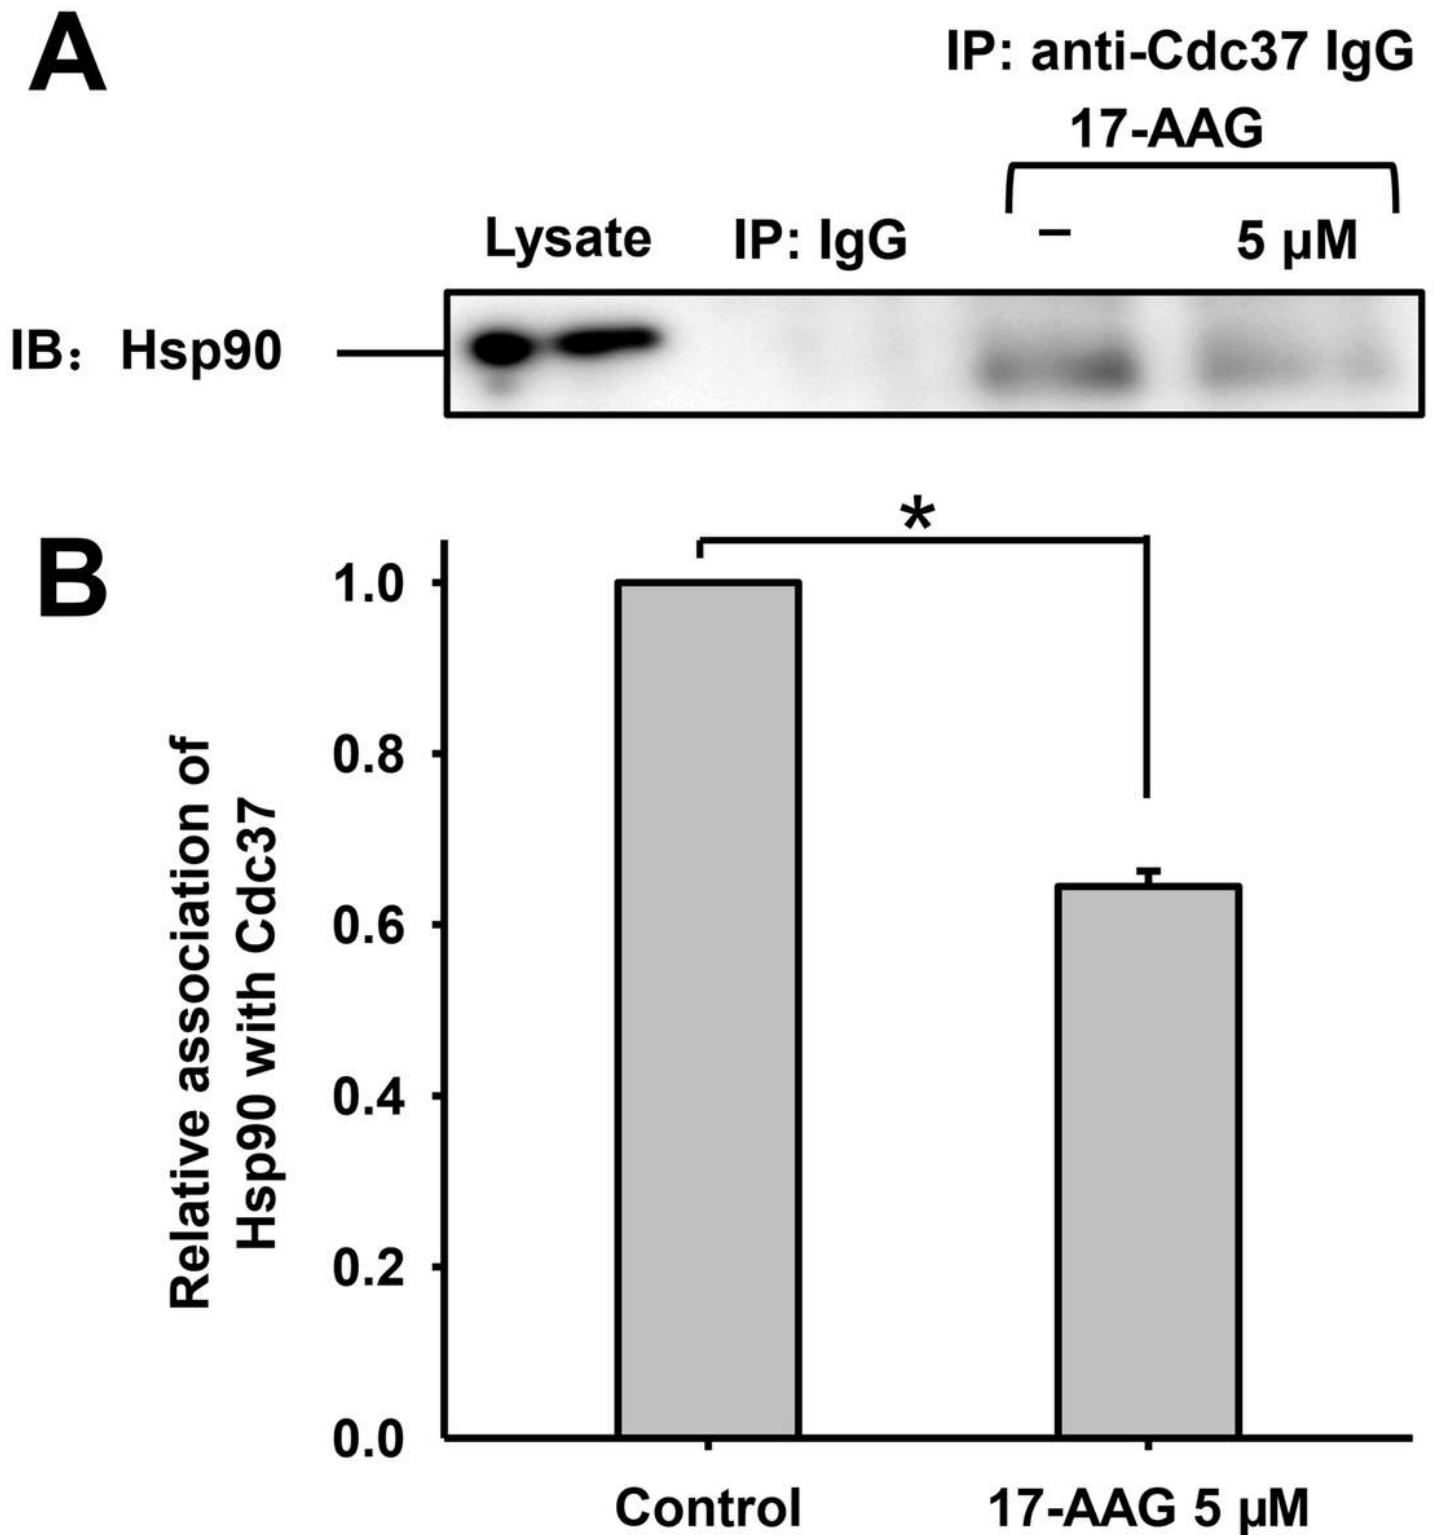 A
IP: anti-Cdc37 IgG
17-AAG
Lysate IP: IgG – 5 µM
IB: Hsp90
B
*
1.0
0.8
0.6
0.4
0.2
0.0
Relative association of
Hsp90 with Cdc37
Control 17-AAG 5 µM